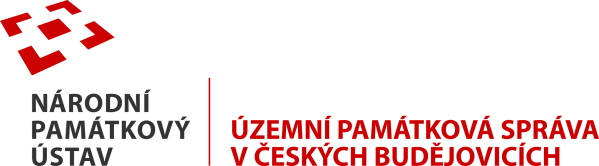 NÁRODNÍ
PAMÁTKOVÝ
ÚSTAV
ÚZEMNÍ PAMÁTKOVÁ SPRÁVA
V ČESKÝCH BUDĚJOVICÍCH